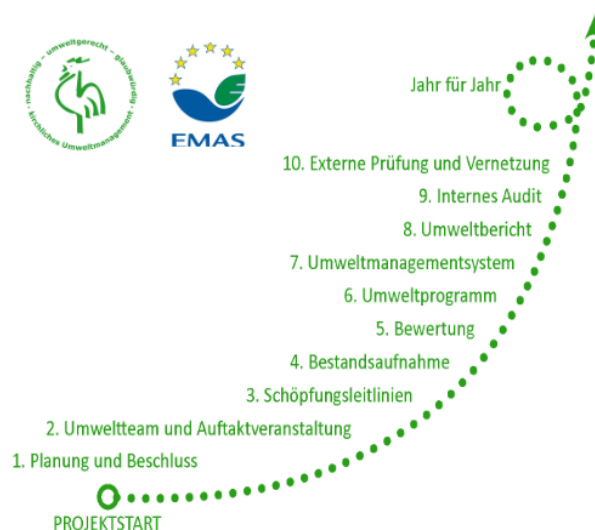 nachhaltig – umweltgerecht – glaubwürdig
kirchliches Umweltmanagement
EMAS
Jahr für Jahr
10. Externe Prüfung und Vernetzung
9. Internes Audit
8. Umweltbericht
7. Umweltmanagementsystem
6. Umweltprogramm
5. Bewertung
4. Bestandsaufnahme
3. Schöpfungsleitlinien
2. Umweltteam und Auftaktveranstaltung
1. Planung und Beschluss
PROJEKTSTART